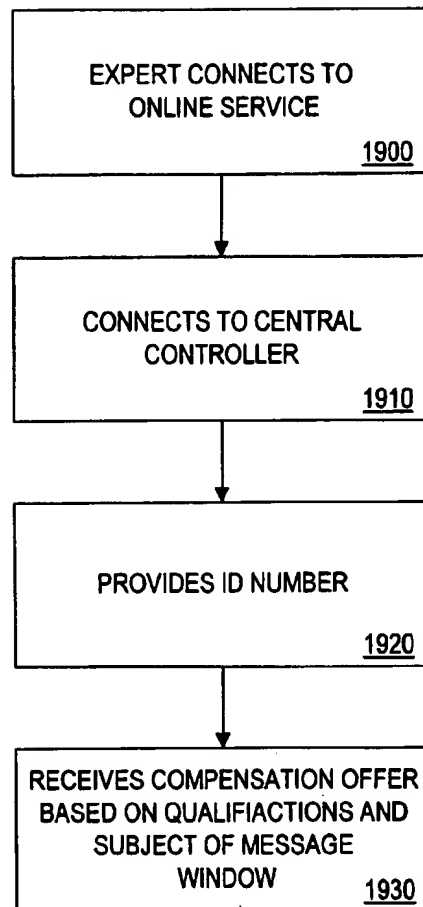 EXPERT CONNECTS TO
ONLINE SERVICE
1900
CONNECTS TO CENTRAL
CONTROLLER
1910
PROVIDES ID NUMBER
1920
RECEIVES COMPENSATION OFFER
BASED ON QUALIFIACTIONS AND
SUBJECT OF MESSAGE
WINDOW
1930